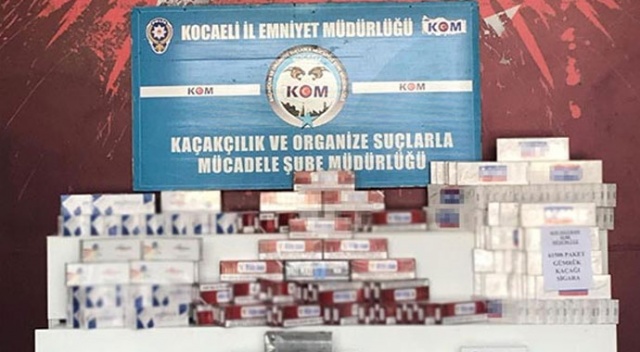 KOCAELİ İL EMNİYET MÜDÜRLÜĞÜ KOM
KOM
KOM
KOM
KAÇAKÇILIK VE ORGANİZE SUÇLARLA
MÜCADELE ŞUBE MÜDÜRLÜĞÜ
PAKET
GÜMRÜK
KAÇAĞI
SİGARA